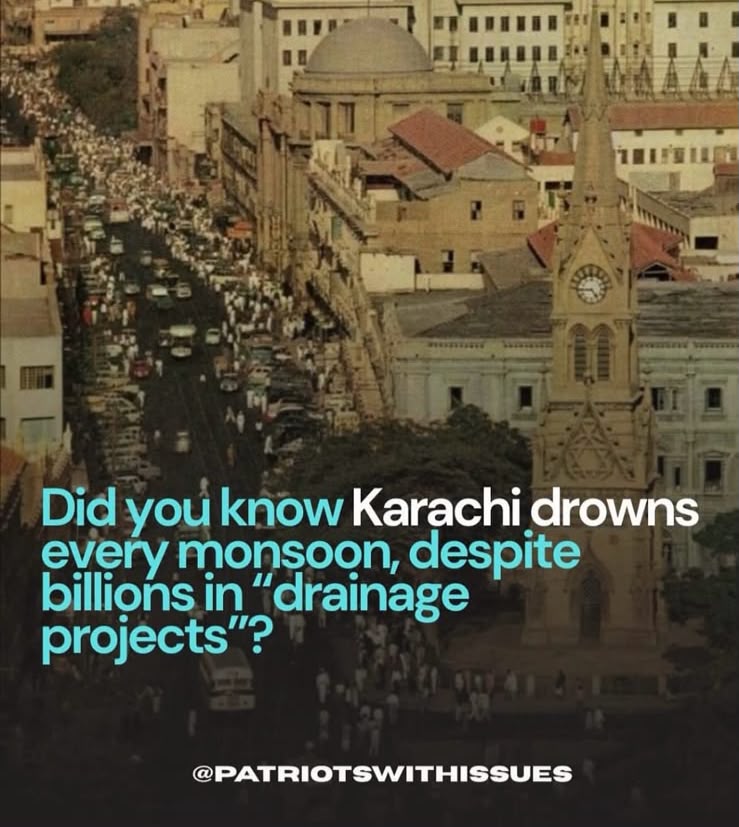 Did you know Karachi drowns
every monsoon, despite
billions in “drainage
projects”?
@PATRIOTSWITHISSUES